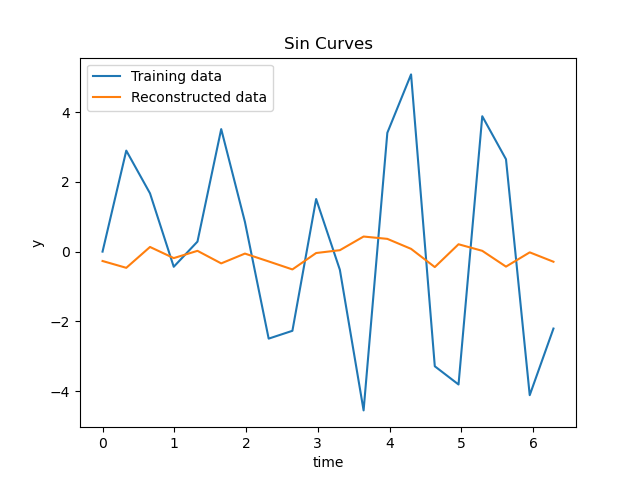 Sin Curves
Training data
Reconstructed data
y
4
2
0
−2
−4
0 1 2 3 4 5 6
time